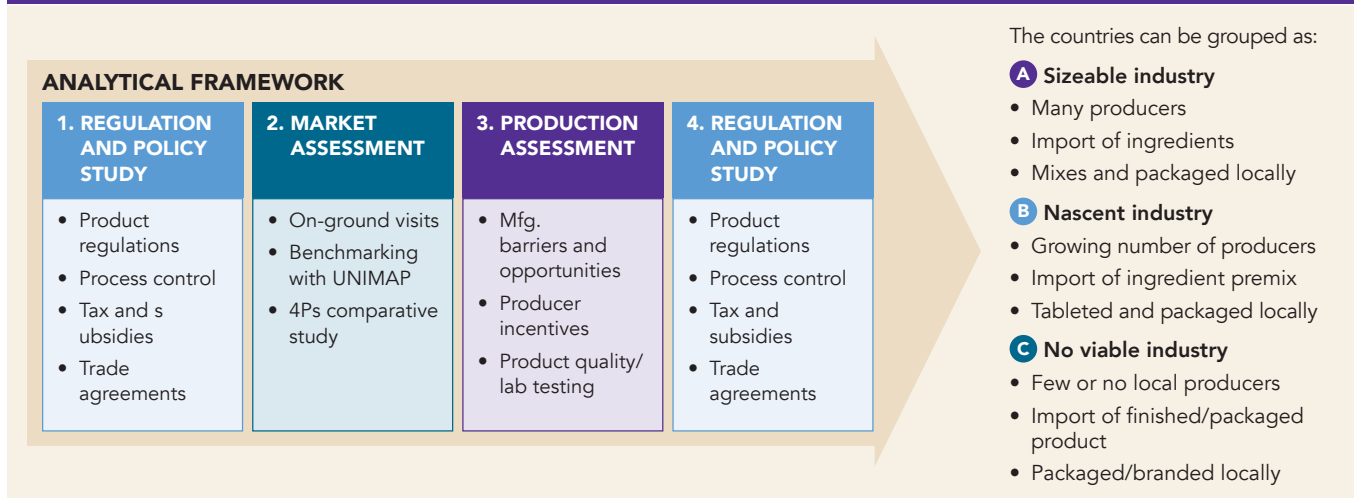 ANALYTICAL FRAMEWORK
1. REGULATION
AND POLICY
STUDY
• Product
regulations
• Process control
• Tax and s
ubsidies
• Trade
agreements
2. MARKET
ASSESSMENT
• On-ground visits
• Benchmarking
with UNIMAP
• 4Ps comparative
study
3. PRODUCTION
ASSESSMENT
• Mfg.
barriers and
opportunities
• Producer
incentives
• Product quality/
lab testing
4. REGULATION
AND POLICY
STUDY
• Product
regulations
• Process control
• Tax and
subsidies
• Trade
agreements
The countries can be grouped as:
A Sizeable industry
• Many producers
• Import of ingredients
• Mixes and packaged locally
B Nascent industry
• Growing number of producers
• Import of ingredient premix
• Tableted and packaged locally
C No viable industry
• Few or no local producers
• Import of finished/packaged
product
• Packaged/branded locally